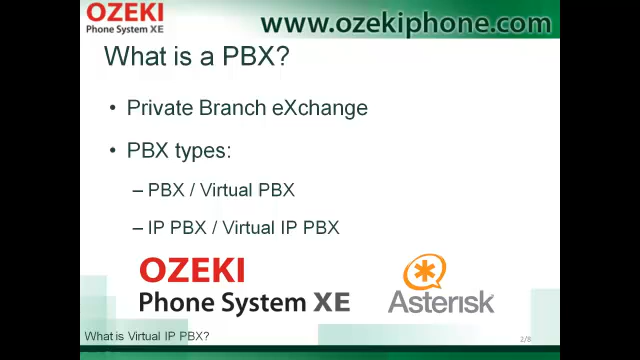 OZEKI
Phone System XE
www.ozekiphone.com
What is a PBX?
• Private Branch eXchange
• PBX types:
– PBX / Virtual PBX
– IP PBX / Virtual IP PBX
OZEKI
Phone System XE
Asterisk
What is Virtual IP PBX?
2/8